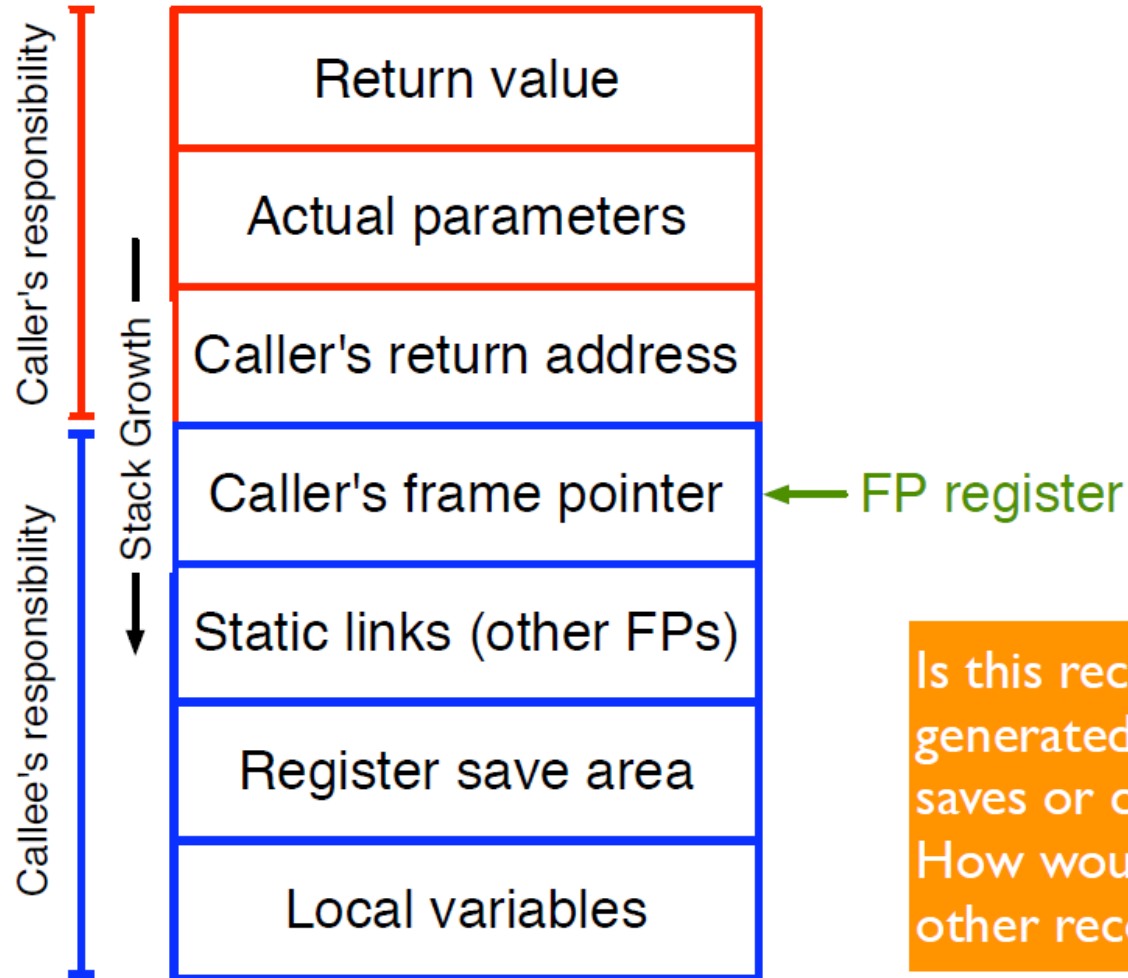 Caller's responsibility
Return value
Actual parameters
Caller's return address
Stack Growth
Callee's responsibility
Caller's frame pointer
FP register
Static links (other FPs)
Register save area
Local variables
Is this rec
generated
saves or
How wou
other rec